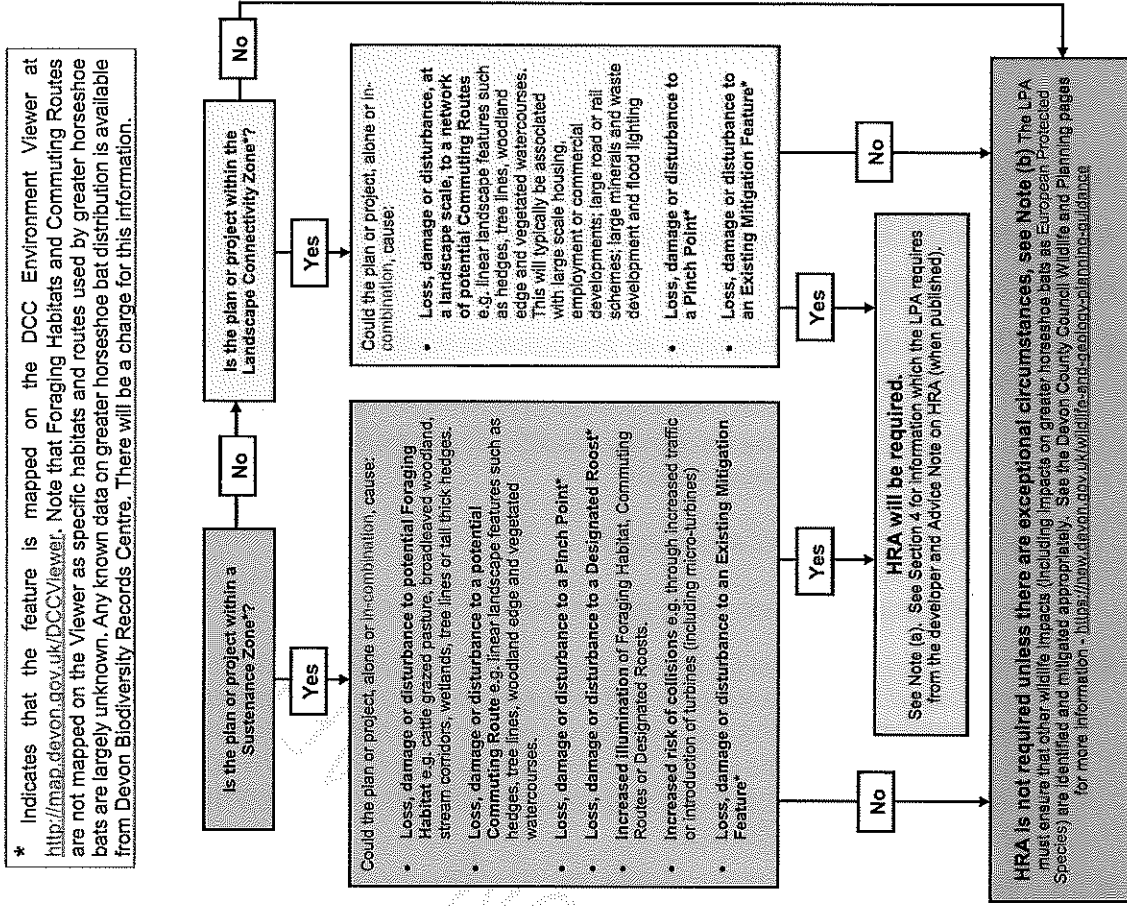 *
Indicates that the feature is mapped on the DCC Environment Viewer at
http://map.devon.gov.uk/DCCViewer. Note that Foraging Habitats and Commuting Routes
are not mapped on the Viewer as specific habitats and routes used by greater horseshoe
bats are largely unknown. Any known data on greater horseshoe bat distribution is available
from Devon Biodiversity Records Centre. There will be a charge for this information.
Is the plan or project within a
Sustenance Zone*?
No
Is the plan or project within the
Landscape Connectivity Zone*?
No
Yes
Yes
Could the plan or project, alone or in-combination, cause:
• Loss, damage or disturbance to potential Foraging
Habitat e.g. cattle grazed pasture, broadleaved woodland,
stream corridors, wetlands, tree lines or tall thick hedges.
• Loss, damage or disturbance to a potential
Commuting Route e.g. linear landscape features such as
hedges, tree lines, woodland edge and vegetated
watercourses.
• Loss, damage or disturbance to a Pinch Point*
• Loss, damage or disturbance to a Designated Roost*
• Increased illumination of Foraging Habitat, Commuting
Routes or Designated Roosts.
• Increased risk of collisions e.g. through increased traffic
or introduction of turbines (including micro-turbines)
• Loss, damage or disturbance to an Existing Mitigation
Feature*
Could the plan or project, alone or in-
combination, cause:
• Loss, damage or disturbance, at
a landscape scale, to a network
of potential Commuting Routes
e.g. linear landscape features such
as hedges, tree lines, woodland
edge and vegetated watercourses.
This will typically be associated
with large scale housing,
employment or commercial
developments; large road or rail
schemes; large minerals and waste
development and flood lighting
• Loss, damage or disturbance to
a Pinch Point*
• Loss, damage or disturbance to
an Existing Mitigation Feature*
No
Yes
Yes
No
HRA will be required.
See Note (a). See Section 4 for information which the LPA requires
from the developer and Advice Note on HRA (when published).
HRA is not required unless there are exceptional circumstances, see Note (b) The LPA
must ensure that other wildlife impacts (including impacts on greater horseshoe bats as European Protected
Species) are identified and mitigated appropriately. See the Devon County Council Wildlife and Planning pages
for more information - https://new.devon.gov.uk/wildlife-and-geology-planning-guidance